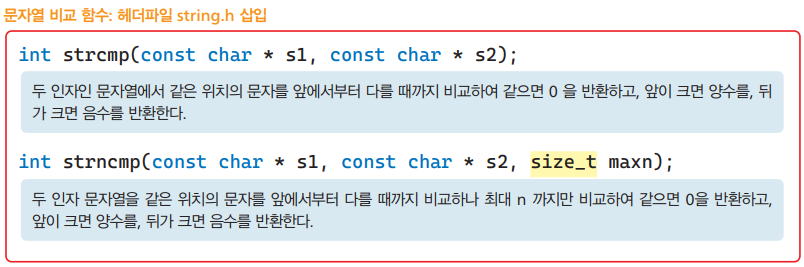 문자열 비교 함수: 헤더파일 string.h 삽입
int strcmp(const char * s1, const char * s2);
두 인자인 문자열에서 같은 위치의 문자를 앞에서부터 다를 때까지 비교하여 같으면 0 을 반환하고, 앞이 크면 양수를, 뒤
가 크면 음수를 반환한다.
int strncmp(const char * s1, const char * s2, size_t maxn);
두 인자 문자열을 같은 위치의 문자를 앞에서부터 다를 때까지 비교하나 최대 n 까지만 비교하여 같으면 0을 반환하고,
앞이 크면 양수를, 뒤가 크면 음수를 반환한다.